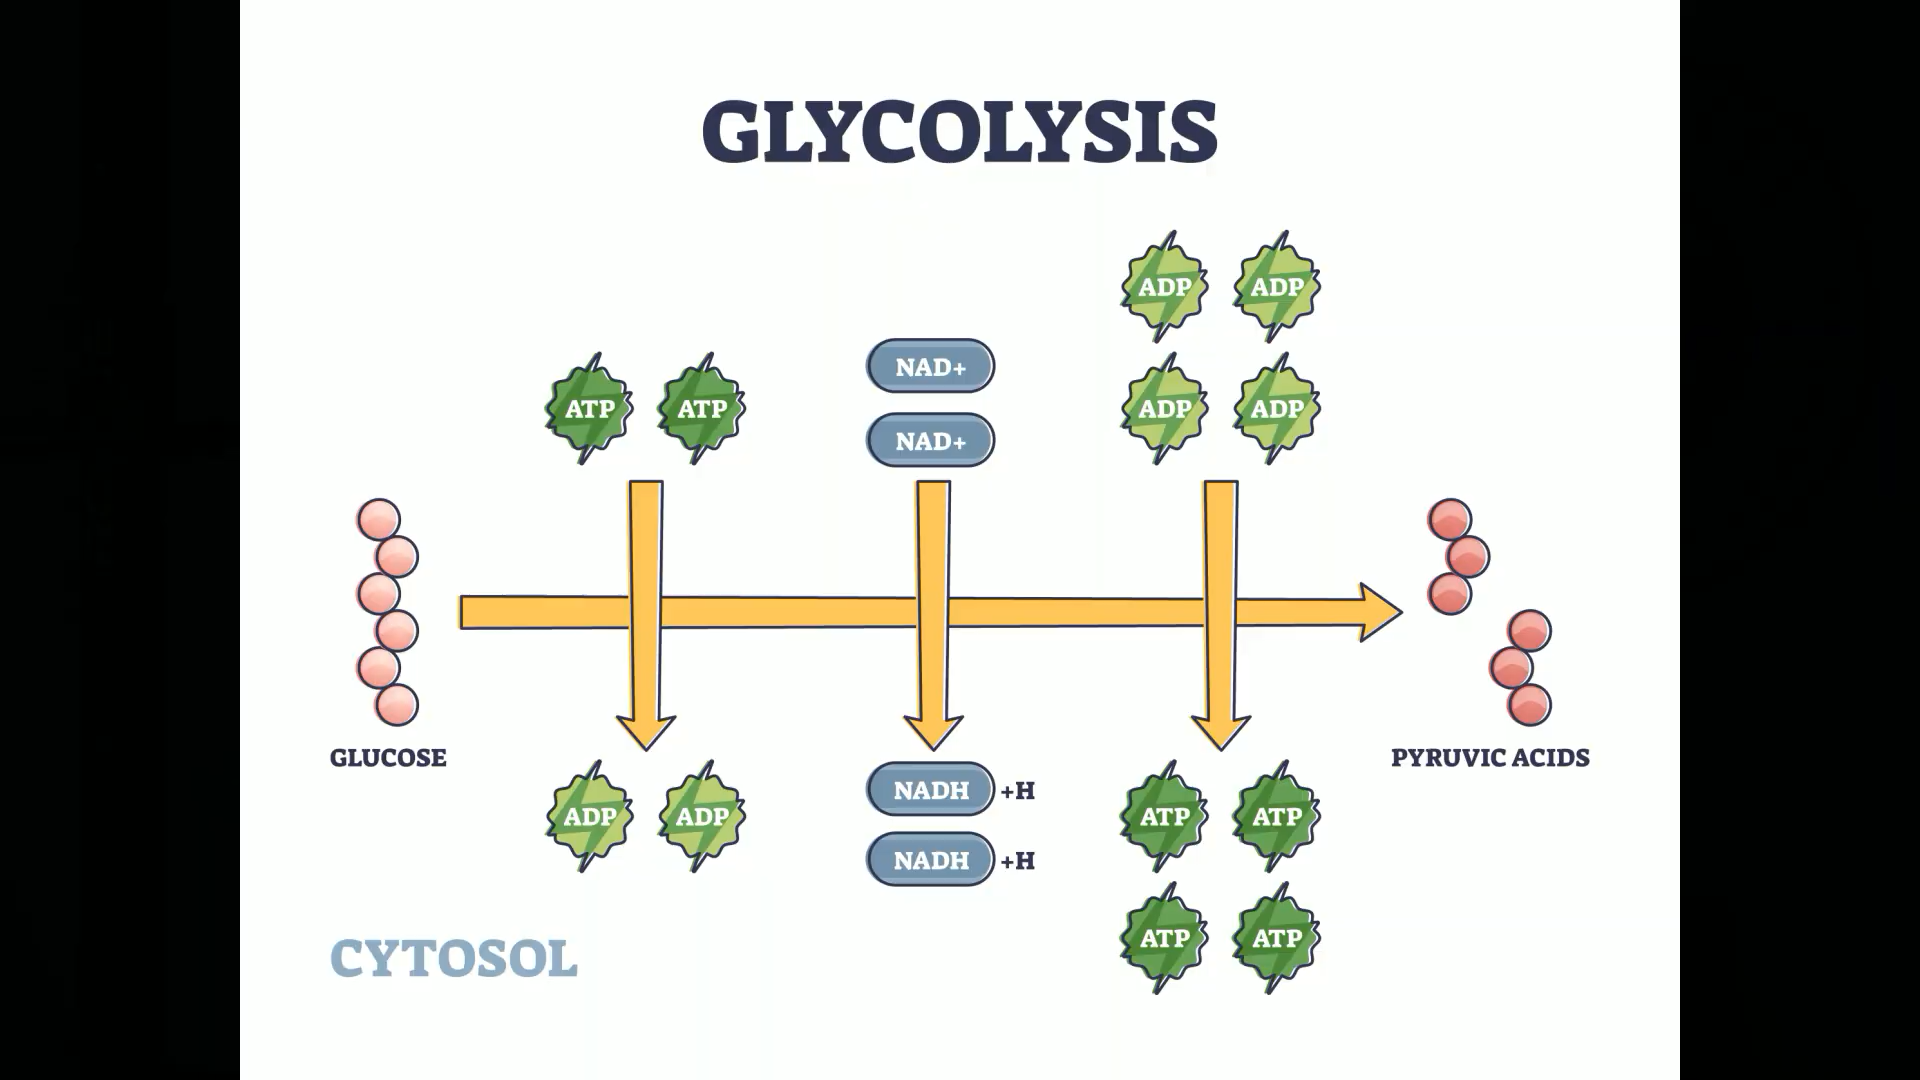 GLYCOLYSIS
ADP ADP
NAD+
ATP ATP
ADP ADP
NAD+
GLUCOSE
PYRUVIC ACIDS
NADH +H
ADP ADP
ATP ATP
NADH +H
ATP ATP
CYTOSOL